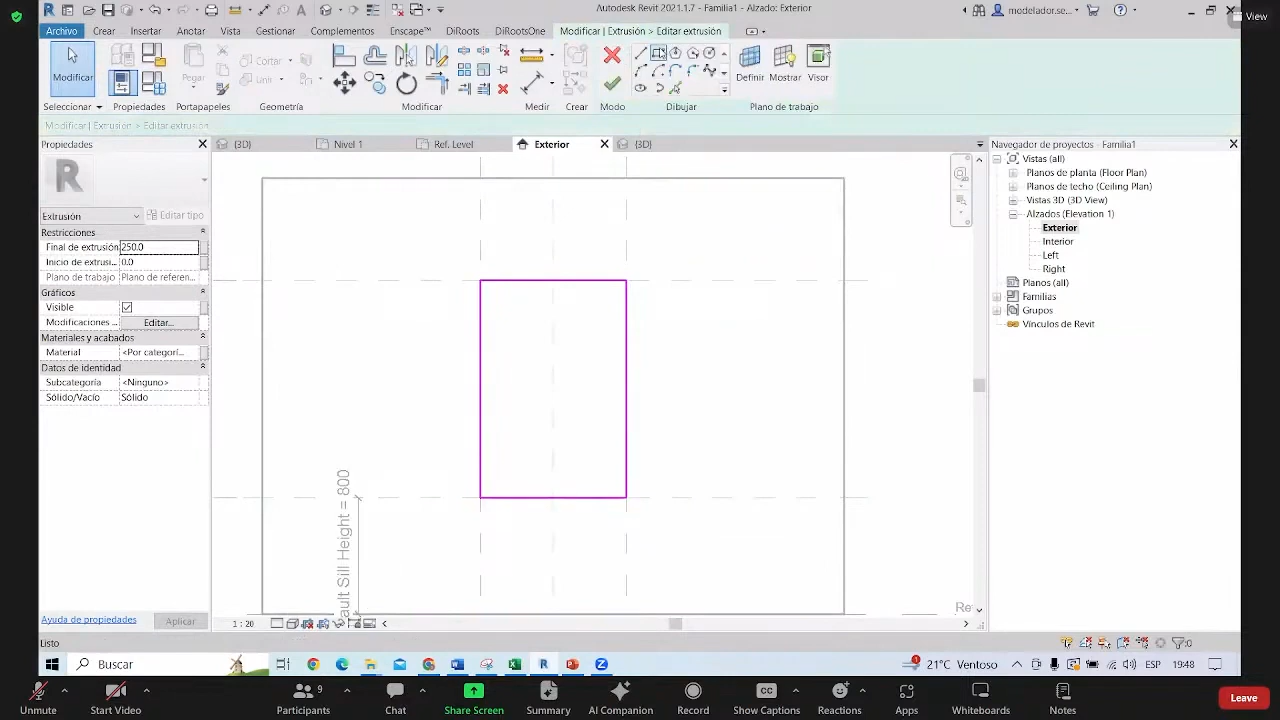 View
Autodesk Revit 2021.1.7 - Familia1 - Alzado: Exterior
modelador.se...
Archivo Crear Insertar Anotar Vista Gestionar Complementos Enscape™ DiRoots DiRootsOne Modificar | Extrusión > Editar extrusión
Modificar Pegar Cortar Unir Definir Mostrar Visor
Seleccionar Propiedades Portapapeles Geometría Modificar Medir Crear Modo Dibujar Plano de trabajo
Modificar | Extrusión > Editar extrusión
Propiedades (3D) Nivel 1 Ref. Level Exterior (3D) Navegador de proyectos - Familia1
R
Extrusión Editar tipo
Restricciones
Final de extrusión 250.0
Inicio de extrusi... 0.0
Plano de trabajo Plano de referen...
Gráficos
Visible
Modificaciones ... Editar...
Materiales y acabados
Material <Por categorí...
Datos de identidad
Subcategoría <Ninguno>
Sólido/Vacío Sólido
Ayuda de propiedades Aplicar
ault Sill Height = 800
Re
1 : 20
Vistas (all)
Planos de planta (Floor Plan)
Planos de techo (Ceiling Plan)
Vistas 3D (3D View)
Alzados (Elevation 1)
Exterior
Interior
Left
Right
Planos (all)
Familias
Grupos
Vínculos de Revit
Listo
:0
Buscar 21°C Ventoso ESP 19:48
9
CC
Unmute Start Video Participants Chat Share Screen Summary AI Companion Record Show Captions Reactions Apps Whiteboards Notes Leave